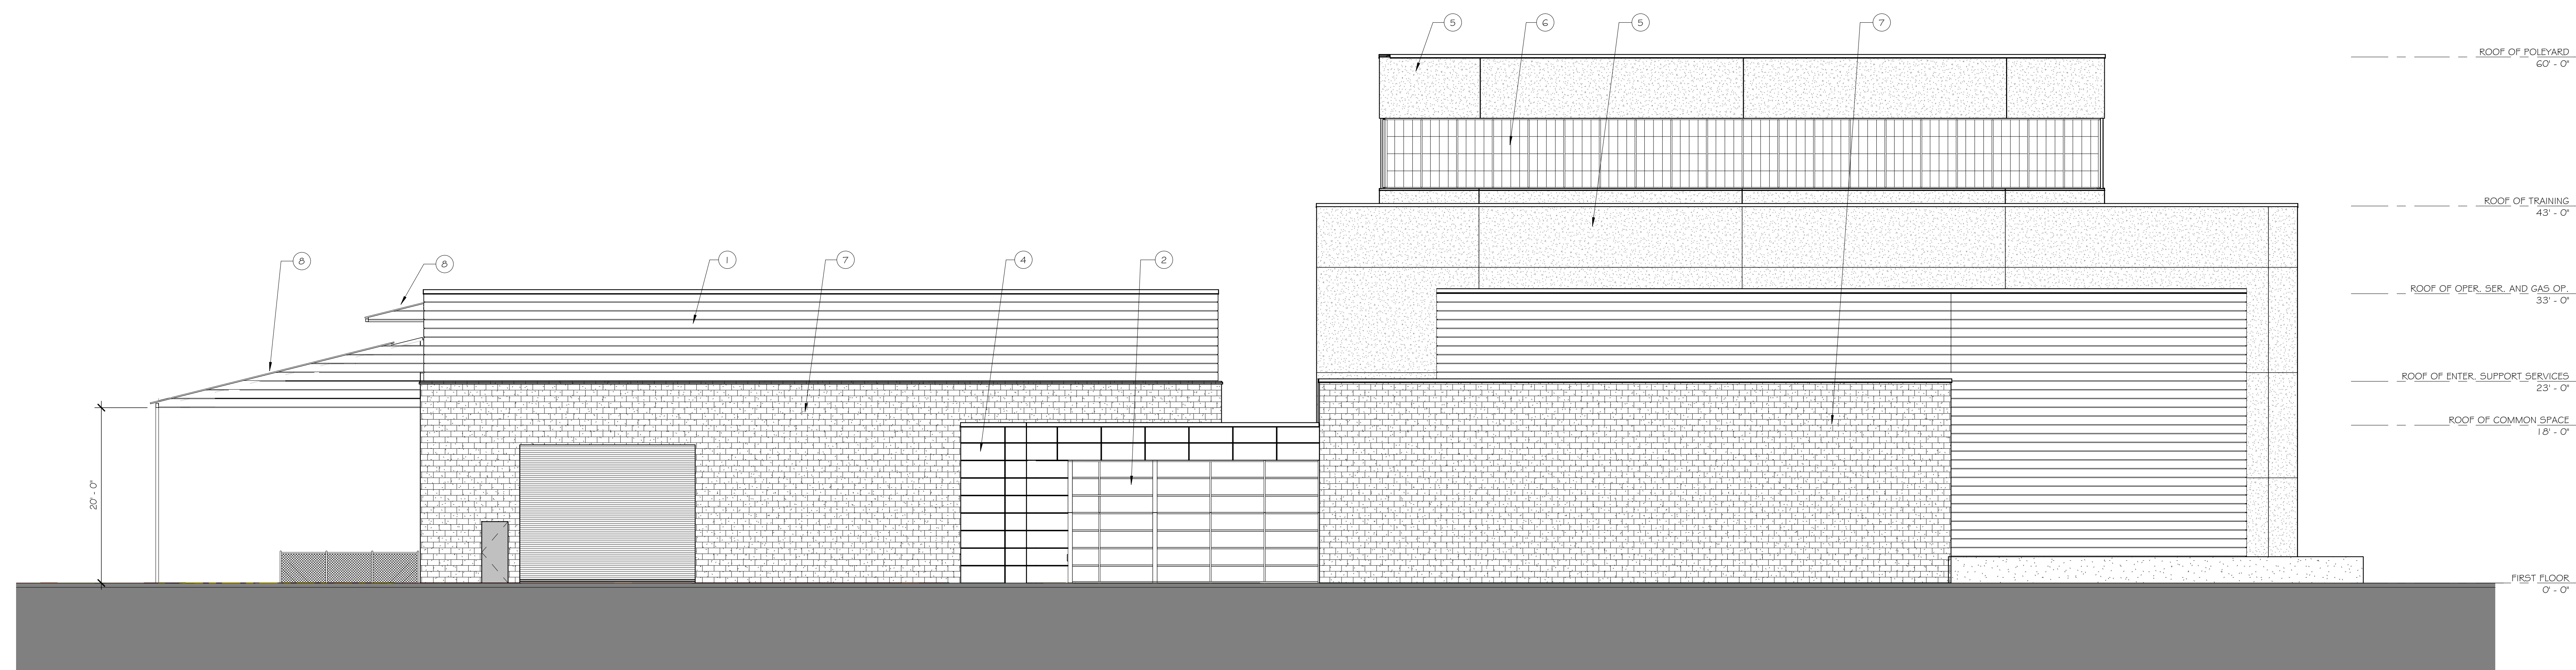 5
6
5
7
ROOF OF POLEYARD
60' - 0"
ROOF OF TRAINING
43' - 0"
8
8
1
7
4
2
ROOF OF OPER. SER. AND GAS OP.
33' - 0"
ROOF OF ENTER. SUPPORT SERVICES
23' - 0"
ROOF OF COMMON SPACE
18' - 0"
20' - 0"
FIRST FLOOR
0' - 0"